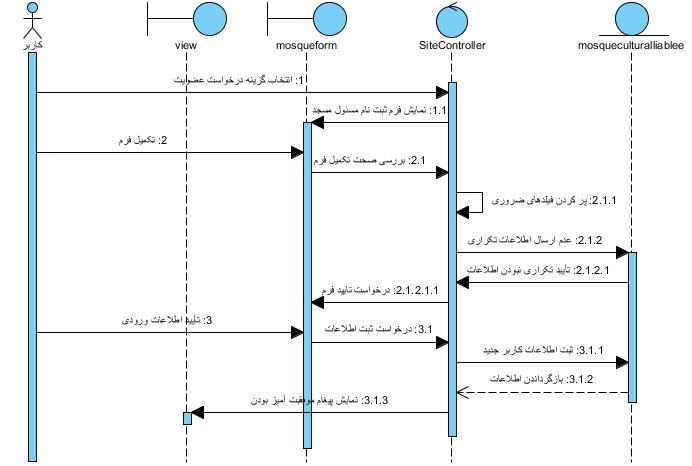 کاربر
view
mosqueform
SiteController
mosqueculturalliablee
1: انتخاب گزینه درخواست عضویت
1.1: نمایش فرم ثبت نام مسئول مسجد
2: تکمیل فرم
2.1: بررسی صحت تکمیل فرم
2.1.1: پر کردن فیلدهای ضروری
2.1.2: عدم ارسال اطلاعات تکراری
2.1.2.1: تأیید تکراری نبودن اطلاعات
2.1.2.1.1: درخواست تایید فرم
3: تأیید اطلاعات ورودی
3.1: درخواست ثبت اطلاعات
3.1.1: ثبت اطلاعات کاربر جدید
3.1.2: بازگرداندن اطلاعات
3.1.3: نمایش پیغام موفقیت آمیز بودن